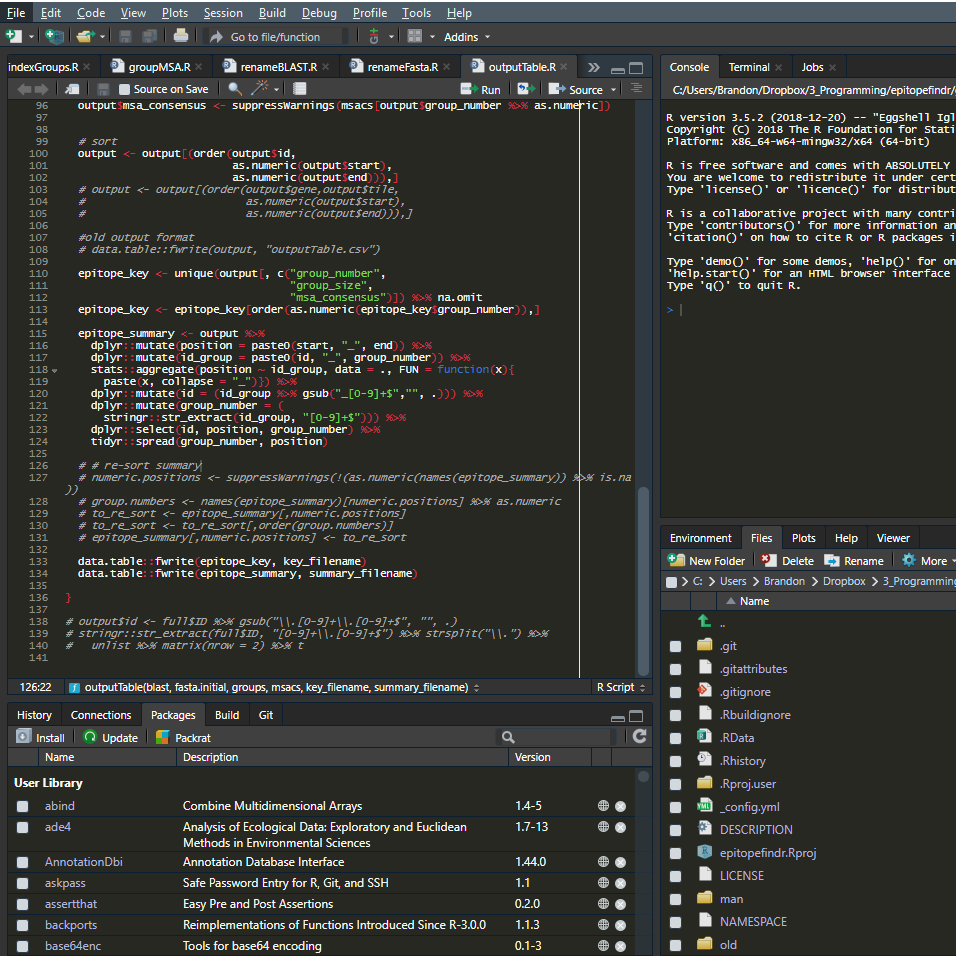 File Edit Code View Plots Session Build Debug Profile Tools Help
Go to file/function Addins
indexGroups.R groupMSA.R renameBLAST.R renameFasta.R outputTable.R
Source on Save Run Source
96 output$msa_consensus <- suppressWarnings(msacs[output$group_number %>% as.numeric])
97
98
99 # sort
100 output <- output[(order(output$id,
101 as.numeric(output$start),
102 as.numeric(output$end))),]
103 # output <- output[(order(output$gene,output$tile,
104 # as.numeric(output$start),
105 # as.numeric(output$end))),]
106
107 #old output format
108 # data.table::fwrite(output, "outputTable.csv")
109
110 epitope_key <- unique(output[, c("group_number",
111 "group_size",
112 "msa_consensus")]) %>% na.omit
113 epitope_key <- epitope_key[order(as.numeric(epitope_key$group_number)),]
114
115 epitope_summary <- output %>%
116 dplyr::mutate(position = paste0(start, "_", end)) %>%
117 dplyr::mutate(id_group = paste0(id, "_", group_number)) %>%
118 stats::aggregate(position ~ id_group, data = ., FUN = function(x){
119 paste(x, collapse = "_")}) %>%
120 dplyr::mutate(id = (id_group %>% gsub("_[0-9]+$","", .))) %>%
121 dplyr::mutate(group_number = (
122 stringr::str_extract(id_group, "[0-9]+$"))) %>%
123 dplyr::select(id, position, group_number) %>%
124 tidyr::spread(group_number, position)
125
126 # # re-sort summary
127 # numeric.positions <- suppressWarnings(!(as.numeric(names(epitope_summary)) %>% is.na
))
128 # group.numbers <- names(epitope_summary)[numeric.positions] %>% as.numeric
129 # to_re_sort <- epitope_summary[,numeric.positions]
130 # to_re_sort <- to_re_sort[,order(group.numbers)]
131 # epitope_summary[,numeric.positions] <- to_re_sort
132
133 data.table::fwrite(epitope_key, key_filename)
134 data.table::fwrite(epitope_summary, summary_filename)
135
136 }
137
138 # output$id <- full$ID %>% gsub("\\.[0-9]+\\.[0-9]+$", "", .)
139 # stringr::str_extract(full$ID, "[0-9]+\\.[0-9]+$") %>% strsplit("\\.") %>%
140 # unlist %>% matrix(nrow = 2) %>% t
141
126:22 outputTable(blast, fasta.initial, groups, msacs, key_filename, summary_filename) R Script
History Connections Packages Build Git
Install Update Packrat
Name Description Version
User Library
abind Combine Multidimensional Arrays 1.4-5
ade4 Analysis of Ecological Data: Exploratory and Euclidean 1.7-13
Methods in Environmental Sciences
AnnotationDbi Annotation Database Interface 1.44.0
askpass Safe Password Entry for R, Git, and SSH 1.1
assertthat Easy Pre and Post Assertions 0.2.0
backports Reimplementations of Functions Introduced Since R-3.0.0 1.1.3
base64enc Tools for base64 encoding 0.1-3
Console Terminal Jobs
C:/Users/Brandon/Dropbox/3_Programming/epitopefindr/
R version 3.5.2 (2018-12-20) -- "Eggshell Igl
Copyright (C) 2018 The R Foundation for Stati
Platform: x86_64-w64-mingw32/x64 (64-bit)
R is free software and comes with ABSOLUTELY
You are welcome to redistribute it under cert
Type 'license()' or 'licence()' for distribut
R is a collaborative project with many contri
Type 'contributors()' for more information an
'citation()' on how to cite R or R packages i
Type 'demo()' for some demos, 'help()' for on
'help.start()' for an HTML browser interface
Type 'q()' to quit R.
>
Environment Files Plots Help Viewer
New Folder Delete Rename More
C: Users Brandon Dropbox 3_Programming
Name
..
.git
.gitattributes
.gitignore
.Rbuildignore
.RData
.Rhistory
.Rproj.user
_config.yml
DESCRIPTION
epitopefindr.Rproj
LICENSE
man
NAMESPACE
old